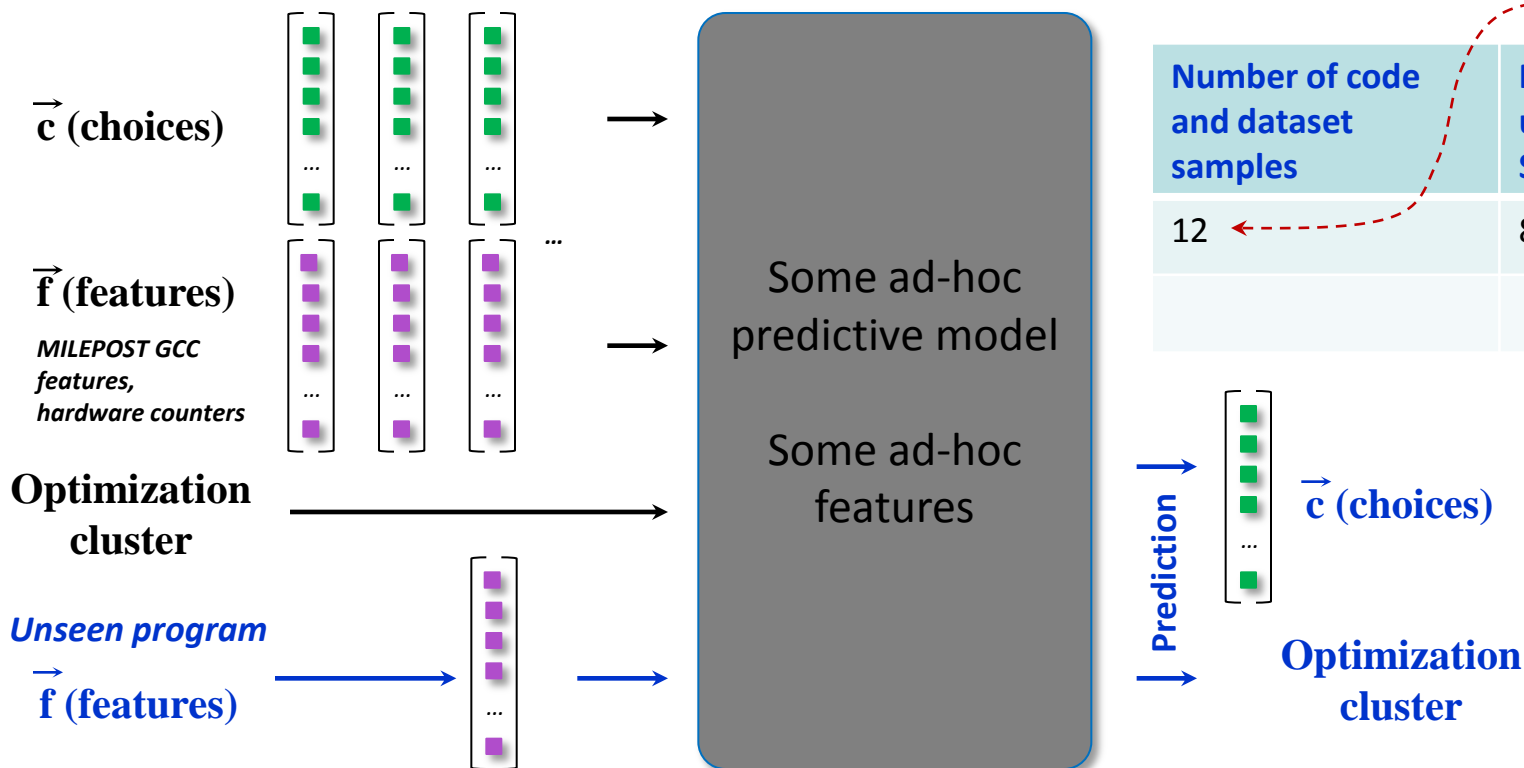 c (choices)
...
...
...
...
f (features)
MILEPOST GCC
features,
hardware counters
...
...
...
Optimization
cluster
Unseen program
f (features)
...
Some ad-hoc
predictive model
Some ad-hoc
features
Number of code
and dataset
samples
12
Prediction
...
c (choices)
Optimization
cluster